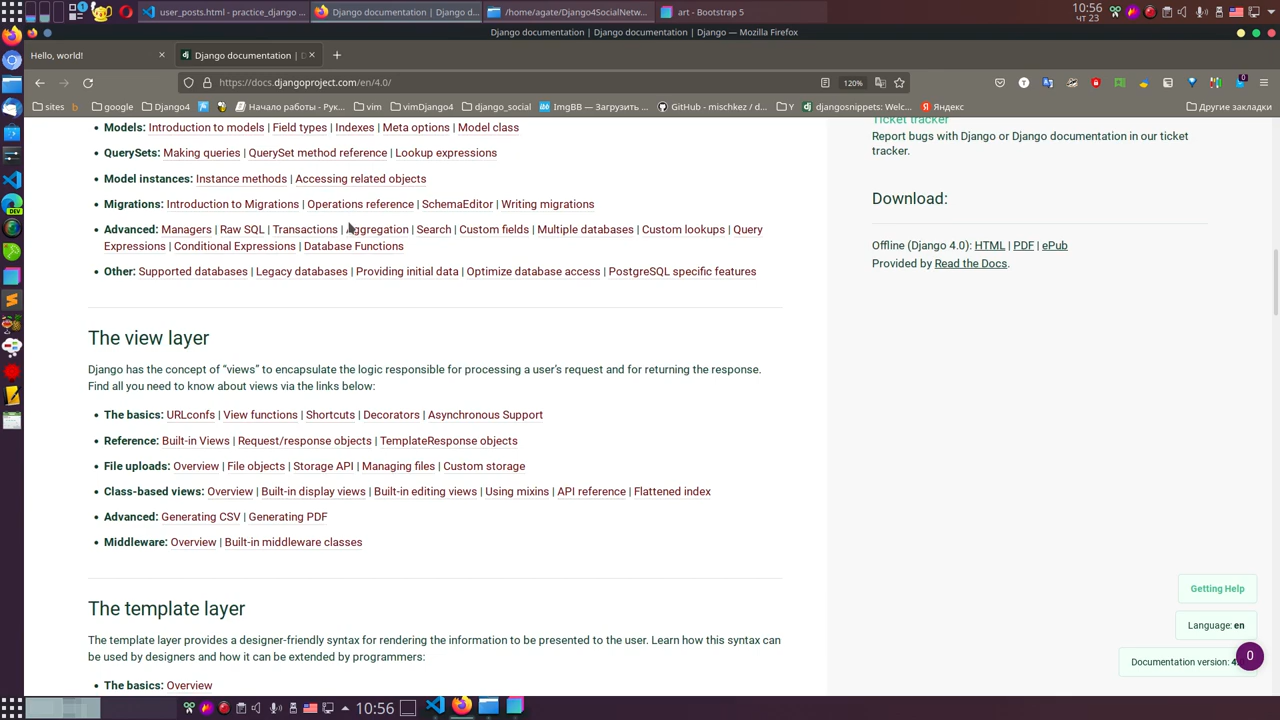 user_posts.html - practice_django ...
Django documentation | Django d...
/home/agate/Django4SocialNetw...
art - Bootstrap 5
10:56
ЧТ 23
Django documentation | Django documentation | Django — Mozilla Firefox
Hello, world!
dj Django documentation | D
https://docs.djangoproject.com/en/4.0/
120%
0
sites
b
google
Django4
Начало работы - Рук...
vim
vimDjango4
django_social
ImgBB — Загрузить ...
GitHub - mischkez / d...
Y
dj djangosnippets: Welc...
Яндекс
Другие закладки
• Models: Introduction to models | Field types | Indexes | Meta options | Model class
• QuerySets: Making queries | QuerySet method reference | Lookup expressions
• Model instances: Instance methods | Accessing related objects
• Migrations: Introduction to Migrations | Operations reference | SchemaEditor | Writing migrations
• Advanced: Managers | Raw SQL | Transactions | Aggregation | Search | Custom fields | Multiple databases | Custom lookups | Query
Expressions | Conditional Expressions | Database Functions
• Other: Supported databases | Legacy databases | Providing initial data | Optimize database access | PostgreSQL specific features
The view layer
Django has the concept of “views” to encapsulate the logic responsible for processing a user’s request and for returning the response.
Find all you need to know about views via the links below:
• The basics: URLconfs | View functions | Shortcuts | Decorators | Asynchronous Support
• Reference: Built-in Views | Request/response objects | TemplateResponse objects
• File uploads: Overview | File objects | Storage API | Managing files | Custom storage
• Class-based views: Overview | Built-in display views | Built-in editing views | Using mixins | API reference | Flattened index
• Advanced: Generating CSV | Generating PDF
• Middleware: Overview | Built-in middleware classes
The template layer
The template layer provides a designer-friendly syntax for rendering the information to be presented to the user. Learn how this syntax can
be used by designers and how it can be extended by programmers:
• The basics: Overview
Ticket tracker
Report bugs with Django or Django documentation in our ticket
tracker.
Download:
Offline (Django 4.0): HTML | PDF | ePub
Provided by Read the Docs.
Getting Help
Language: en
Documentation version: 4.
0
DEV
10:56